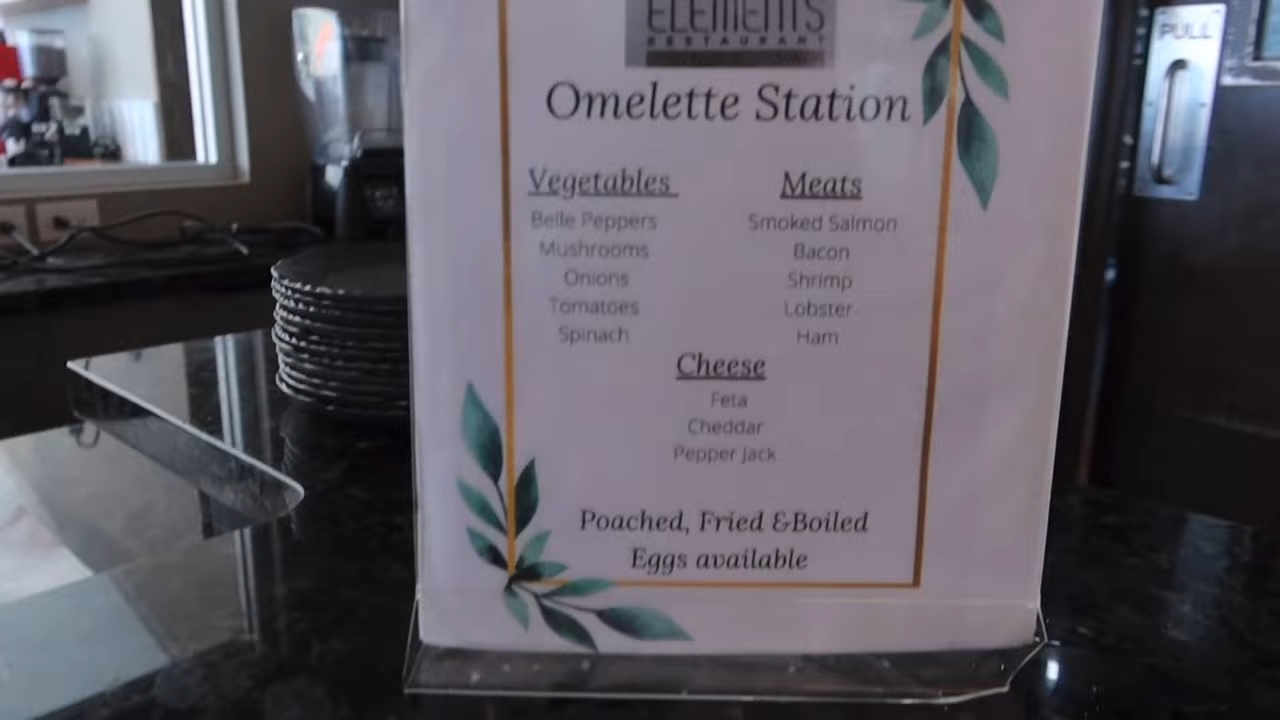 ELEMENTS
RESTAURANT
Omelette Station
Vegetables
Belle Peppers
Mushrooms
Onions
Tomatoes
Spinach
Meats
Smoked Salmon
Bacon
Shrimp
Lobster
Ham
Cheese
Feta
Cheddar
Pepper Jack
Poached, Fried &Boiled
Eggs available
PULL